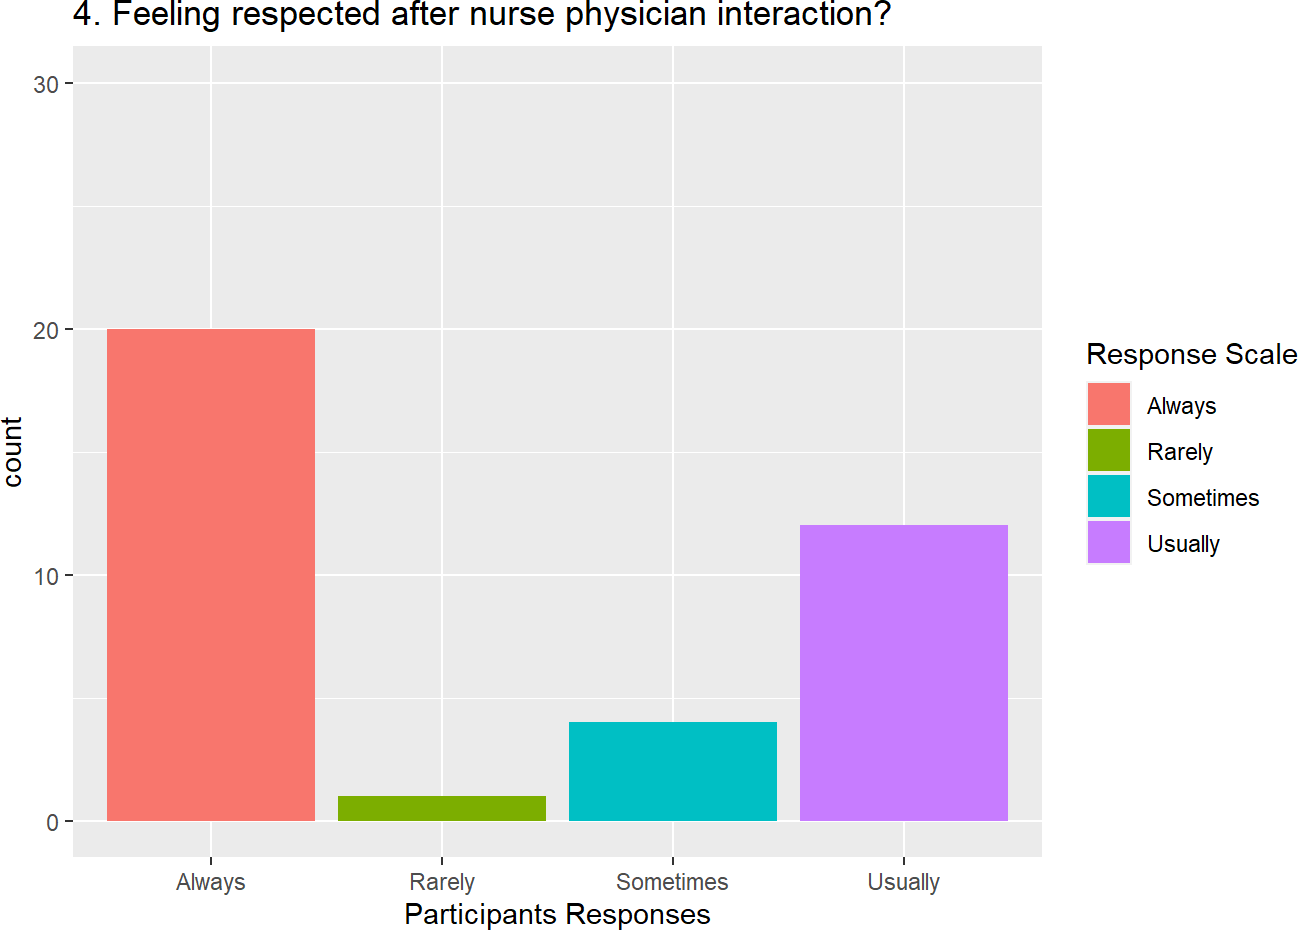 4. Feeling respected after nurse physician interaction?
30
20
10
0
count
Always
Rarely
Sometimes
Usually
Participants Responses
Response Scale
Always
Rarely
Sometimes
Usually